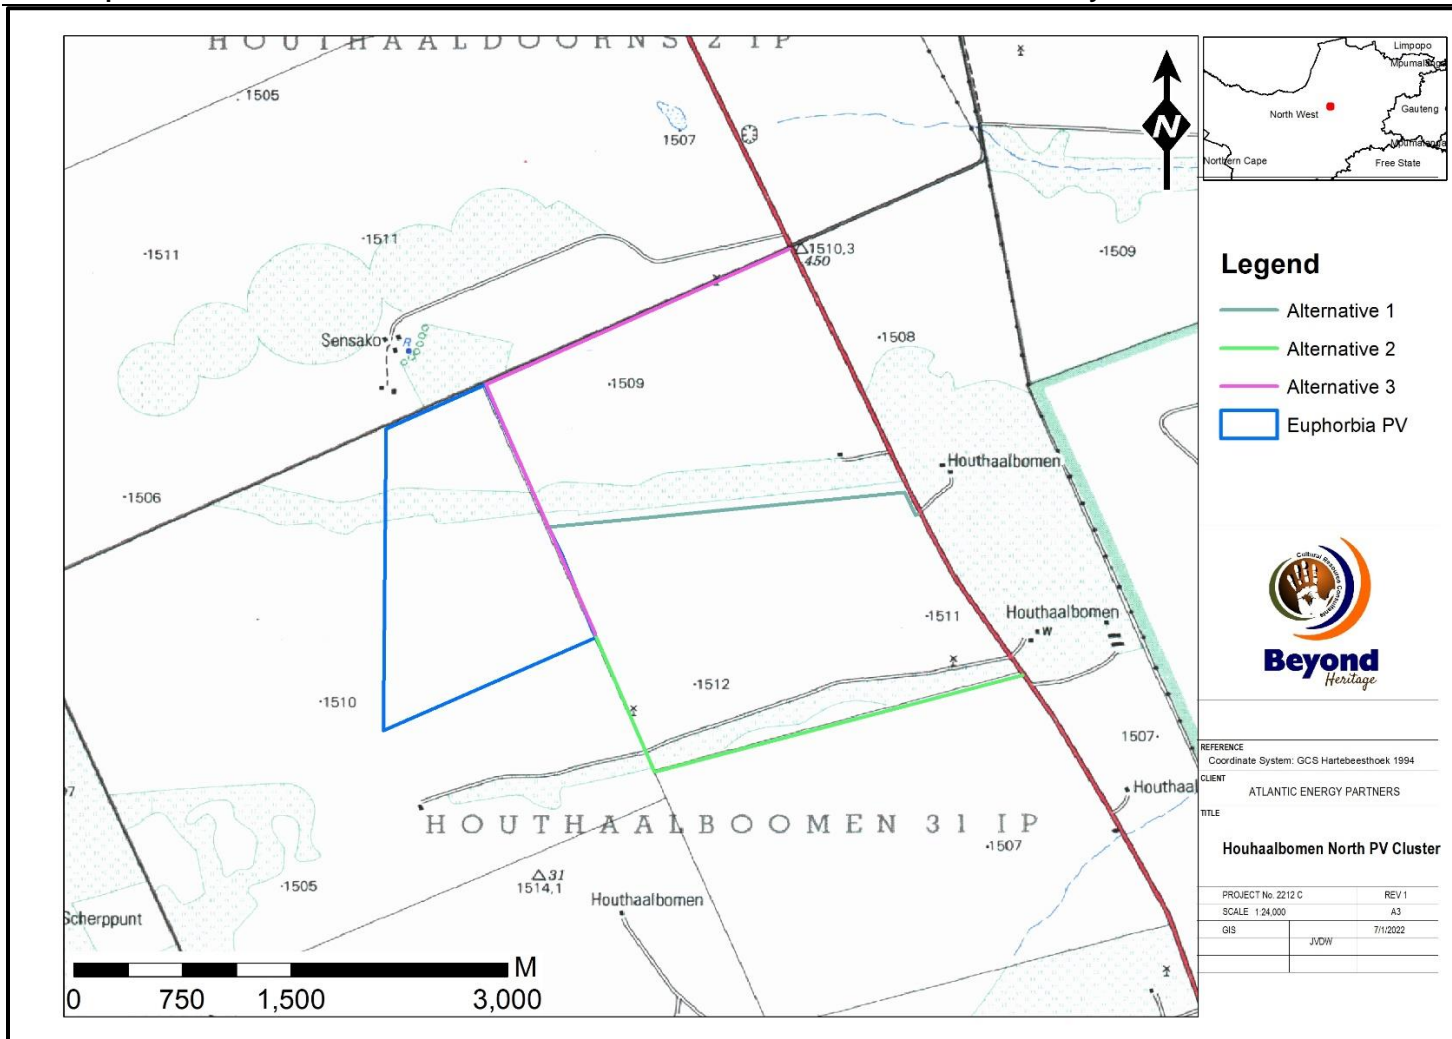 HOUTHAALDOORNS 2 IP
1505
1507
1511
1511
1510,3
450
1509
Sensako
R
1508
1509
1506
Houthaalbomen
1511
Houthaalbomen
W
1510
1512
1507
Houthaal
HOUTHAALBOOMEN 31 IP
1507
31
1514,1
1505
Scherppunt
Houthaalbomen
M
0 750 1,500 3,000
N
Limpopo
North West
Gauteng
Northern Cape
Free State
Legend
Alternative 1
Alternative 2
Alternative 3
Euphorbia PV
Cultural Resource Consultants
Beyond
Heritage
REFERENCE
Coordinate System: GCS Hartebeesthoek 1994
CLIENT
ATLANTIC ENERGY PARTNERS
TITLE
Houhaalbomen North PV Cluster
PROJECT No. 2212 C REV 1
SCALE 1:24,000 A3
GIS 7/1/2022
JVDW